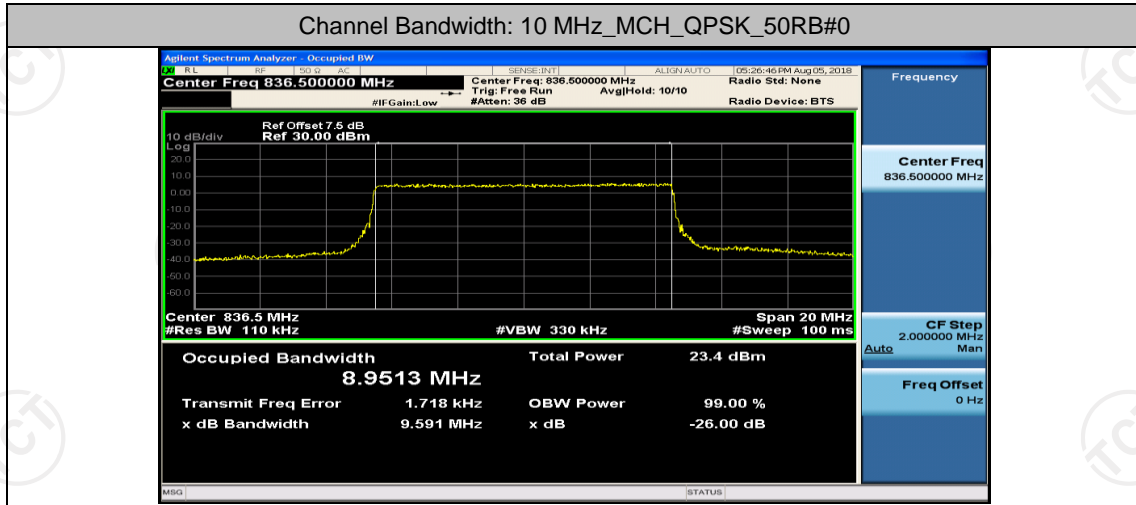 Channel Bandwidth: 10 MHz_MCH_QPSK_50RB#0
Agilent Spectrum Analyzer - Occupied BW
LXI RL RF 50 Ω AC SENSE:INT ALIGN AUTO 05:26:46 PM Aug 05, 2018
Center Freq 836.500000 MHz Center Freq: 836.500000 MHz Radio Std: None
Trig: Free Run Avg|Hold: 10/10
#IFGain:Low #Atten: 36 dB Radio Device: BTS
Ref Offset 7.5 dB
10 dB/div Ref 30.00 dBm
Log
20.0
10.0
0.00
-10.0
-20.0
-30.0
-40.0
-50.0
-60.0
Center 836.5 MHz Span 20 MHz
#Res BW 110 kHz #VBW 330 kHz #Sweep 100 ms
Occupied Bandwidth Total Power 23.4 dBm
8.9513 MHz
Transmit Freq Error 1.718 kHz OBW Power 99.00 %
x dB Bandwidth 9.591 MHz x dB -26.00 dB
MSG STATUS
Frequency
Center Freq
836.500000 MHz
CF Step
2.000000 MHz
Auto Man
Freq Offset
0 Hz
TCT
TCT